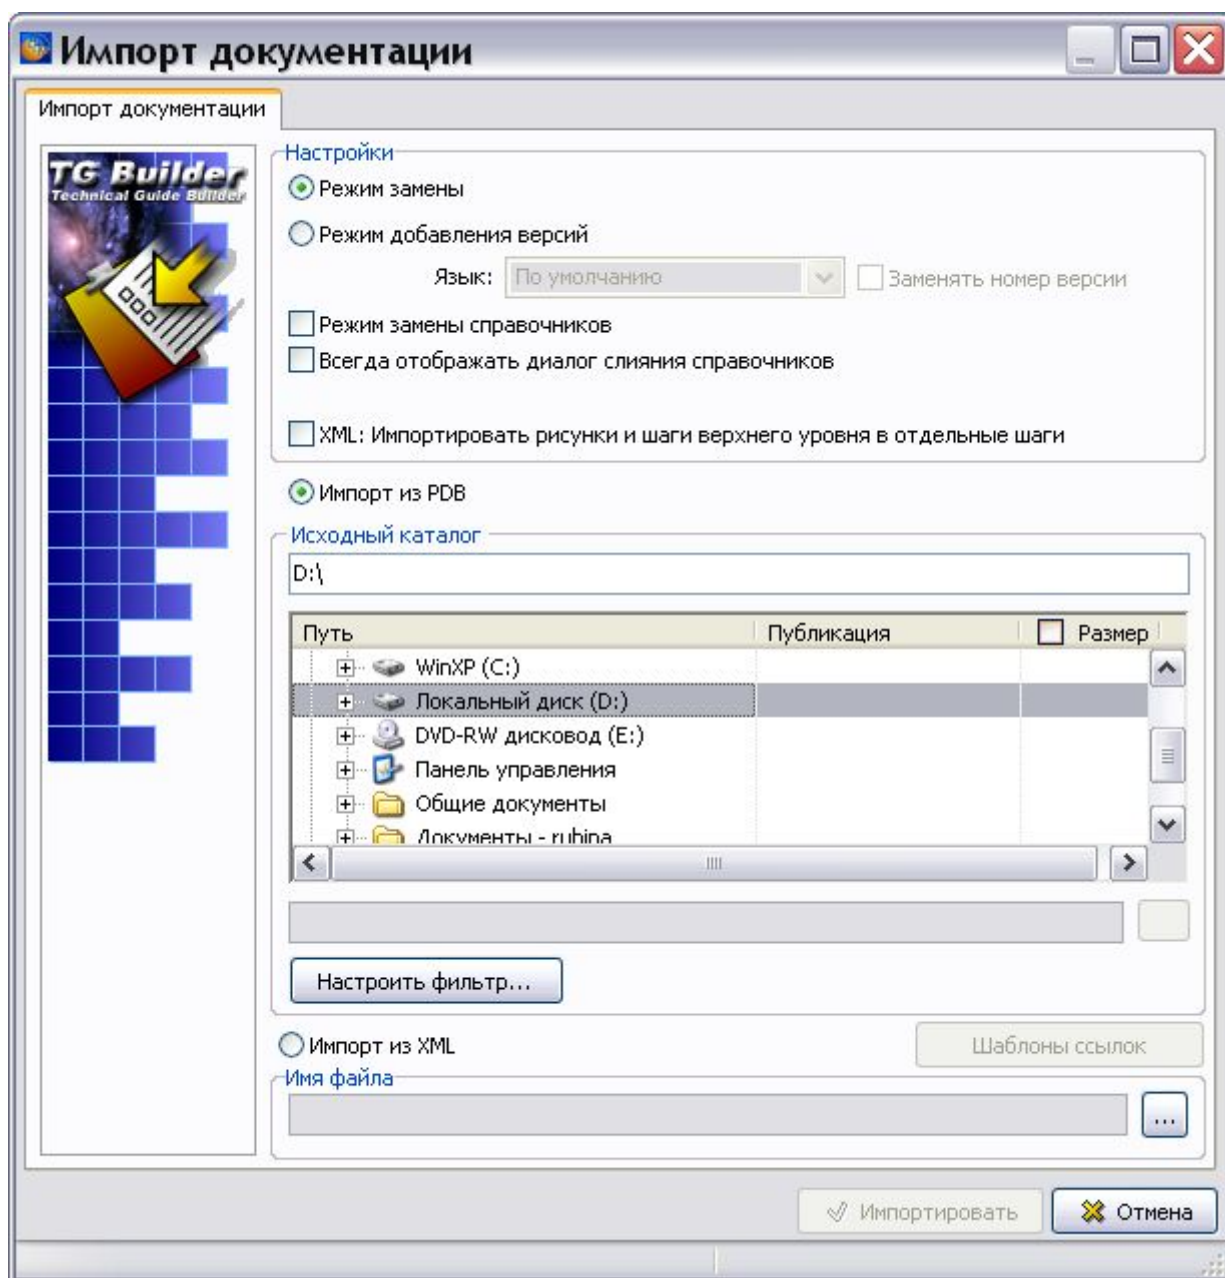 Импорт документации
Импорт документации
TG Builder
Technical Guide Builder
Настройки
Режим замены
Режим добавления версий
Язык: По умолчанию Заменять номер версии
Режим замены справочников
Всегда отображать диалог слияния справочников
XML: Импортировать рисунки и шаги верхнего уровня в отдельные шаги
Импорт из PDB
Исходный каталог
D:\
Путь Публикация Размер
WinXP (C:)
Локальный диск (D:)
DVD-RW дисковод (E:)
Панель управления
Общие документы
Документы - rubina
Настроить фильтр...
Импорт из XML Шаблоны ссылок
Имя файла
...
Импортировать Отмена